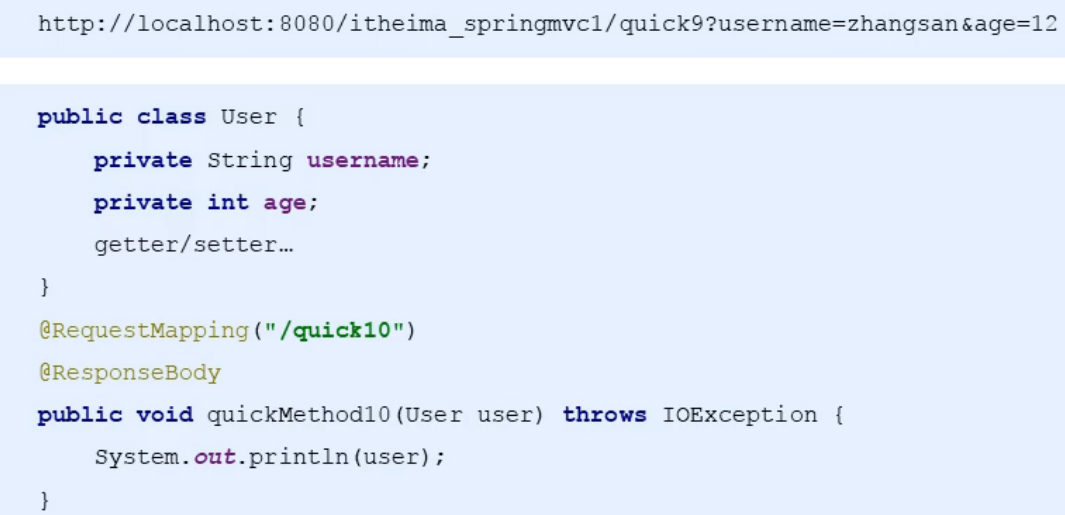 http://localhost:8080/itheima_springmvc1/quick9?username=zhangsan&age=12
public class User {
    private String username;
    private int age;
    getter/setter…
}
@RequestMapping("/quick10")
@ResponseBody
public void quickMethod10(User user) throws IOException {
    System.out.println(user);
}